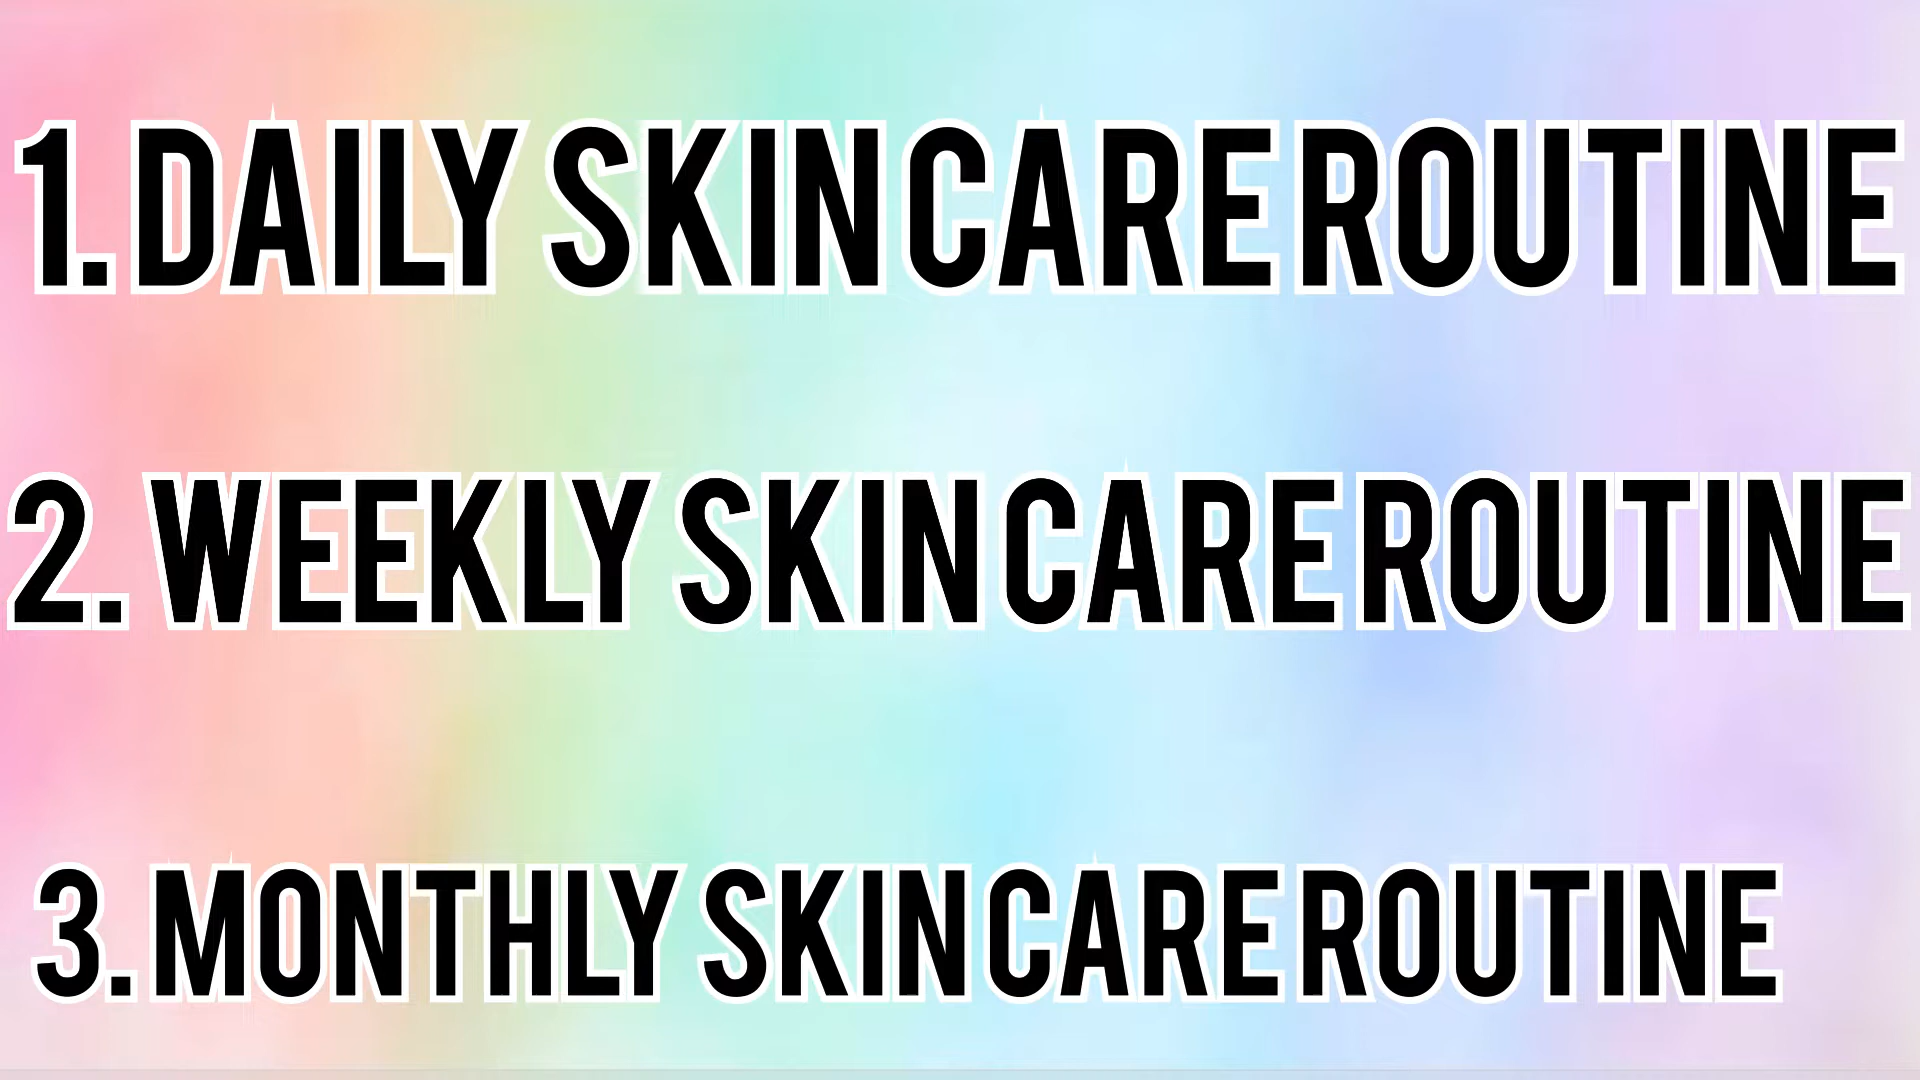 1. DAILY SKIN CARE ROUTINE
2. WEEKLY SKIN CARE ROUTINE
3. MONTHLY SKIN CARE ROUTINE